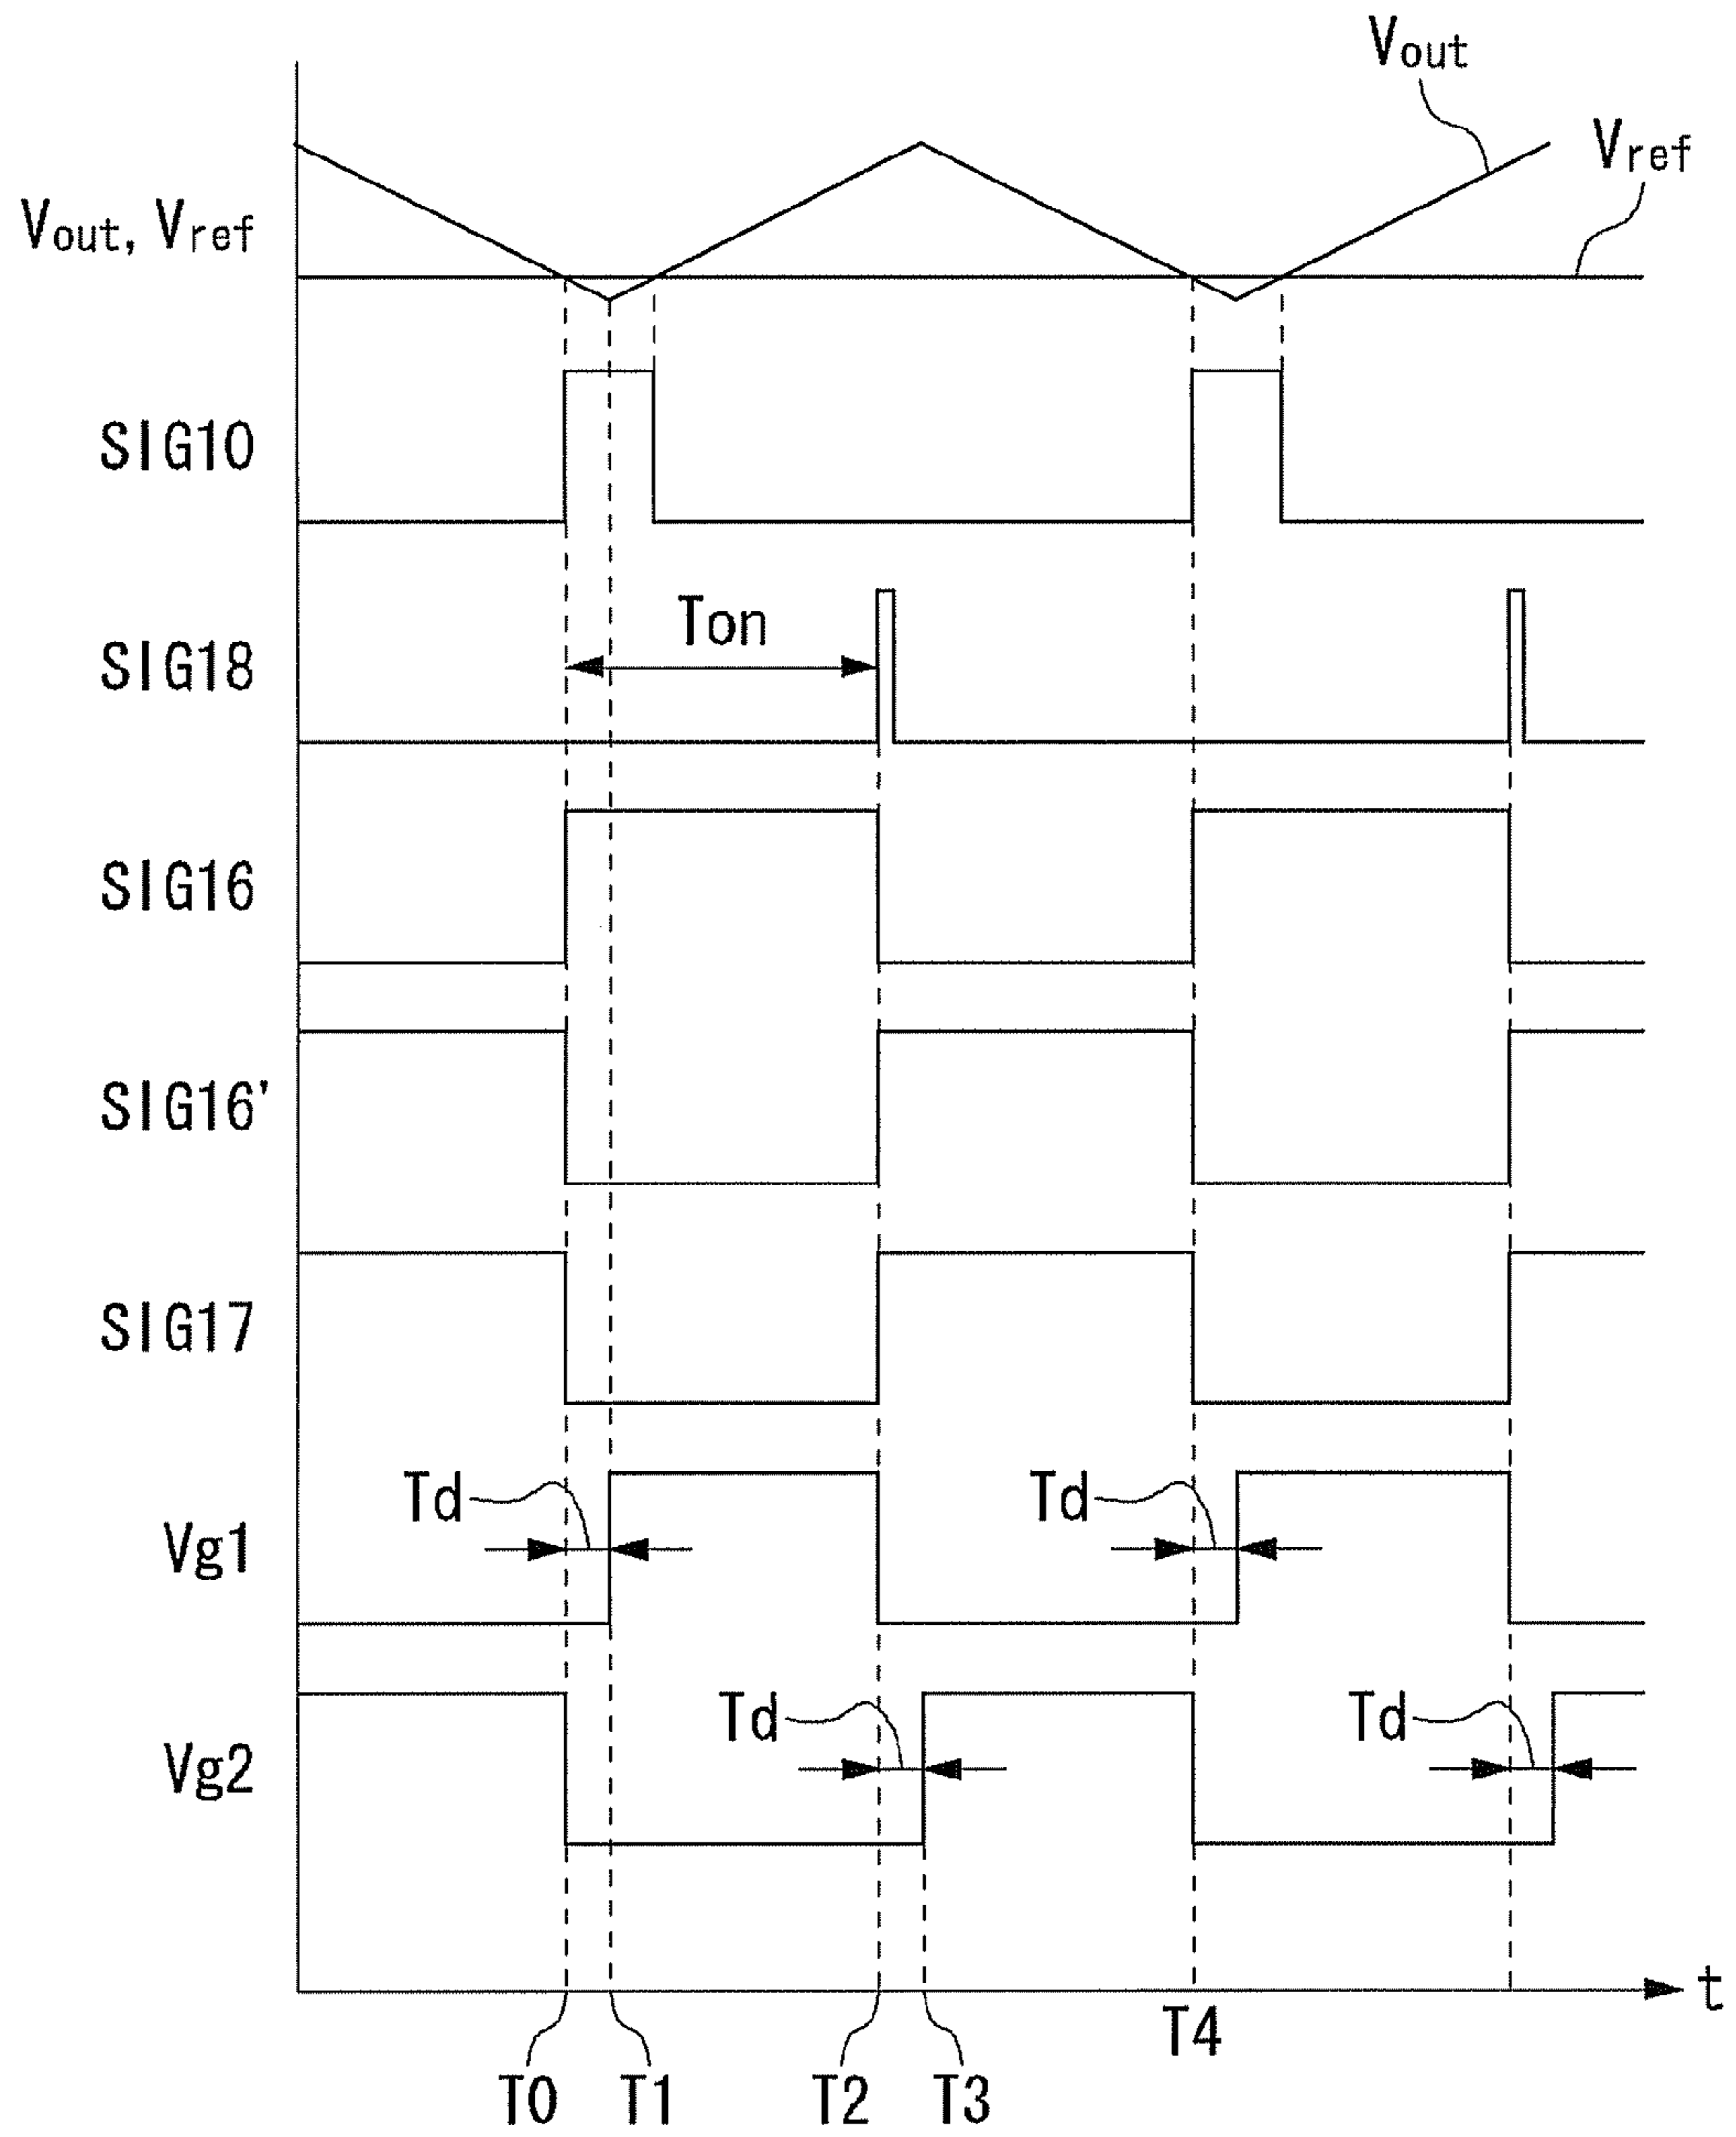 Vout
Vref
Vout, Vref
SIG10
Ton
SIG18
SIG16
SIG16'
SIG17
Td
Td
Vg1
Td
Td
Vg2
t
T4
T0
T1
T2
T3